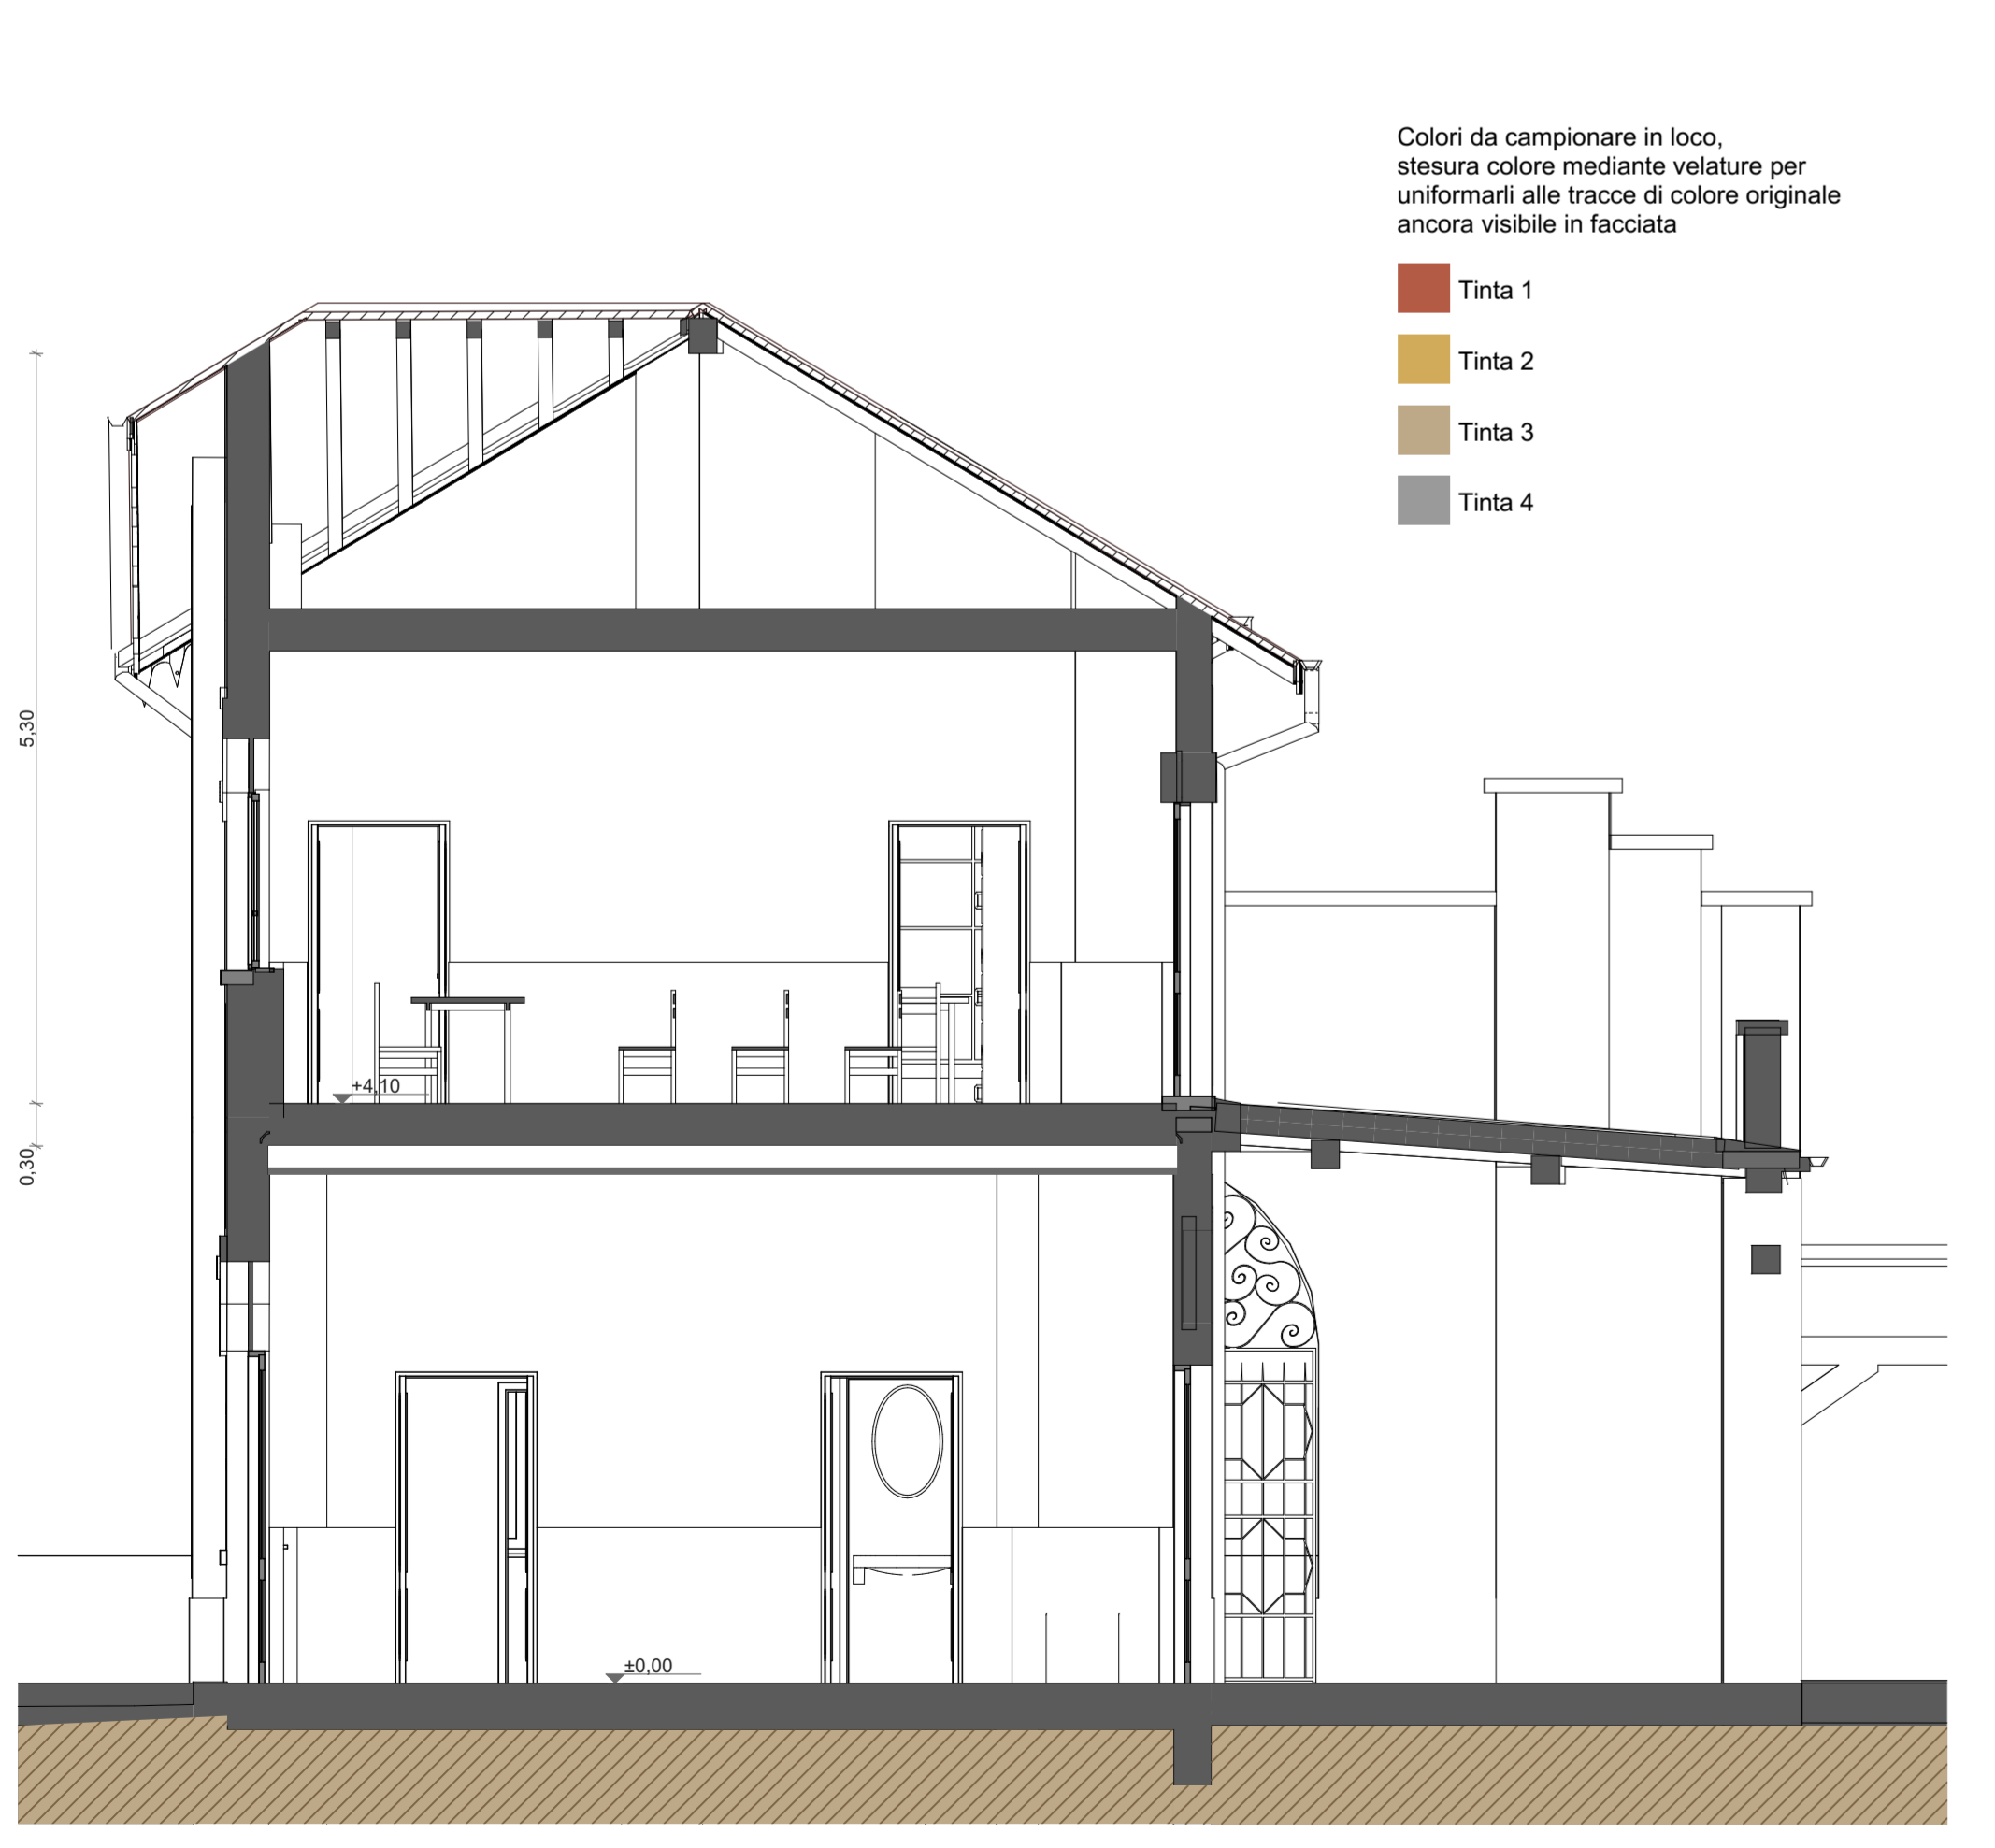 Colori da campionare in loco,
stesura colore mediante velature per
uniformarli alle tracce di colore originale
ancora visibile in facciata
Tinta 1
Tinta 2
Tinta 3
Tinta 4
5,30
+4,10
0,30
±0,00